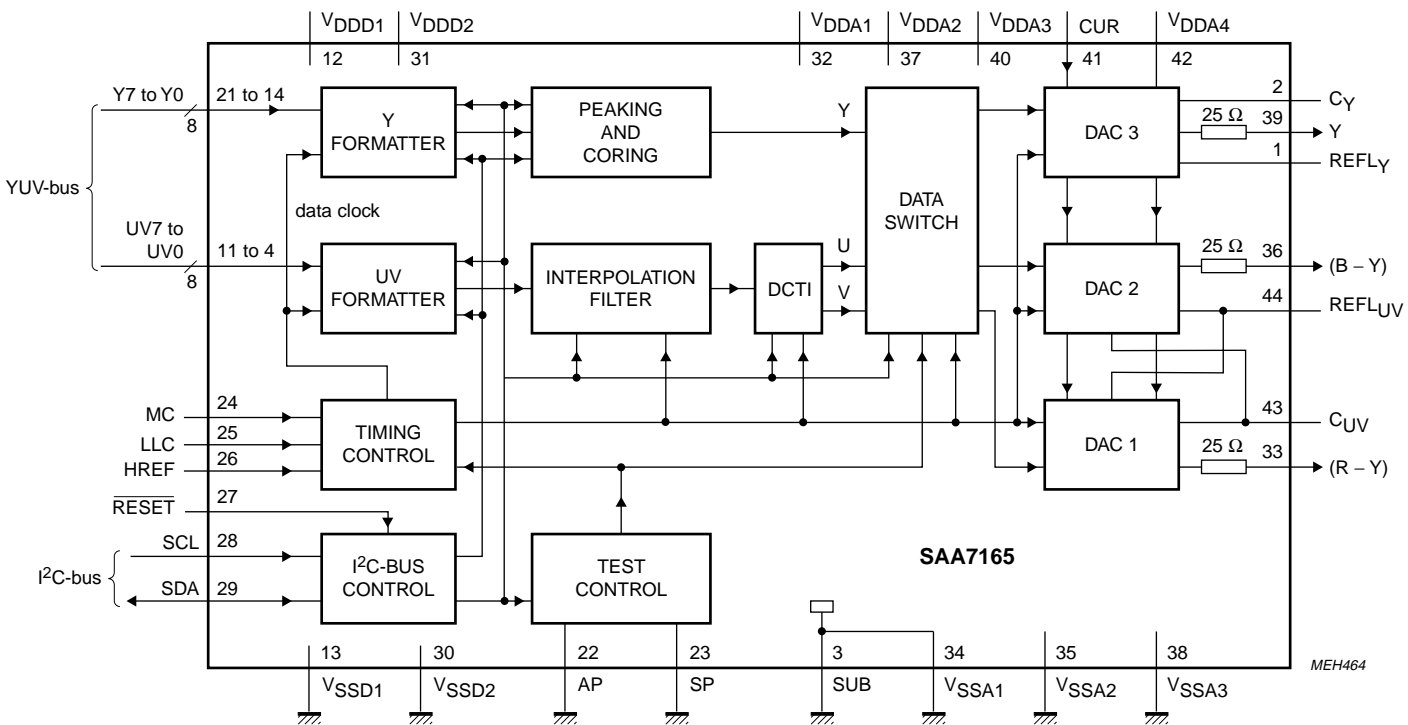 VDDD1 VDDD2 VDDA1 VDDA2 VDDA3 CUR VDDA4
12 31 32 37 40 41 42
Y7 to Y0
8
21 to 14
Y
FORMATTER
PEAKING
AND
CORING
Y
DATA
SWITCH
DAC 3
2
CY
25 Ω
39
Y
1
REFLY
YUV-bus
data clock
UV7 to
UV0
8
11 to 4
UV
FORMATTER
INTERPOLATION
FILTER
DCTI
U
V
DAC 2
25 Ω
36
(B − Y)
44
REFLUV
MC
24
LLC
25
HREF
26
TIMING
CONTROL
DAC 1
43
CUV
25 Ω
33
(R − Y)
RESET
27
I2C-bus
SCL
28
SDA
29
I2C-BUS
CONTROL
TEST
CONTROL
SAA7165
13 30 22 23 3 34 35 38
VSSD1 VSSD2 AP SP SUB VSSA1 VSSA2 VSSA3
MEH464